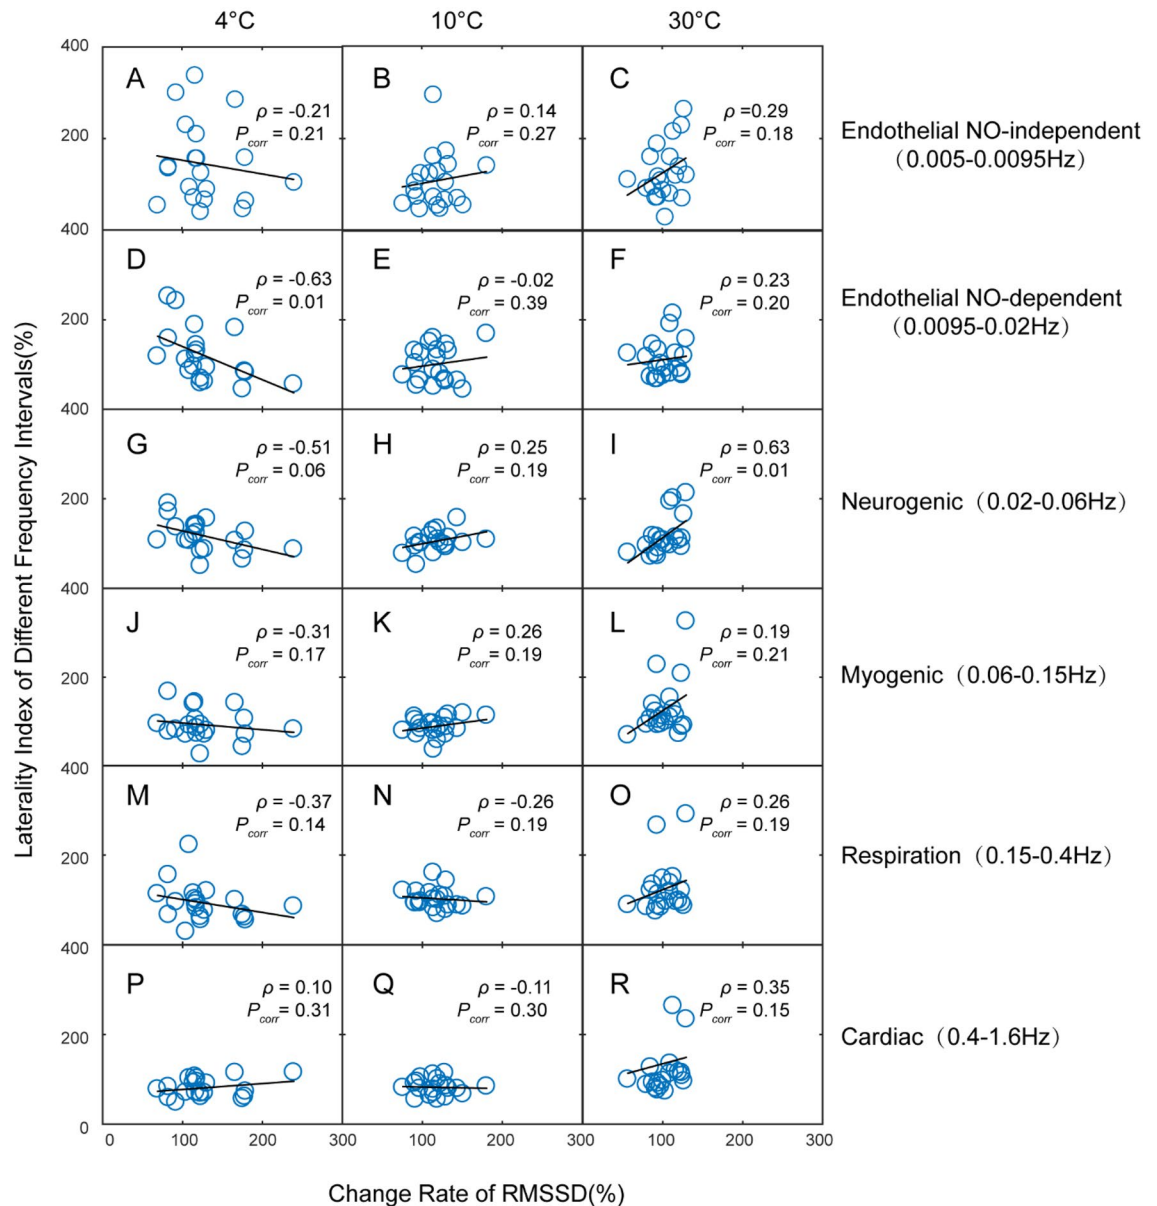 4°C 10°C 30°C
400
A
ρ = -0.21
Pcorr = 0.21
B
ρ = 0.14
Pcorr = 0.27
C
ρ =0.29
Pcorr = 0.18
Endothelial NO-independent
(0.005-0.0095Hz)
200
400
D
ρ = -0.63
Pcorr = 0.01
E
ρ = -0.02
Pcorr = 0.39
F
ρ = 0.23
Pcorr = 0.20
Endothelial NO-dependent
(0.0095-0.02Hz)
200
400
G
ρ = -0.51
Pcorr = 0.06
H
ρ = 0.25
Pcorr = 0.19
I
ρ = 0.63
Pcorr = 0.01
Neurogenic（0.02-0.06Hz）
200
400
J
ρ = -0.31
Pcorr = 0.17
K
ρ = 0.26
Pcorr = 0.19
L
ρ = 0.19
Pcorr = 0.21
Myogenic（0.06-0.15Hz）
200
400
M
ρ = -0.37
Pcorr = 0.14
N
ρ = -0.26
Pcorr = 0.19
O
ρ = 0.26
Pcorr = 0.19
Respiration（0.15-0.4Hz）
200
400
P
ρ = 0.10
Pcorr = 0.31
Q
ρ = -0.11
Pcorr = 0.30
R
ρ = 0.35
Pcorr = 0.15
Cardiac（0.4-1.6Hz）
200
0
0 100 200 300 100 200 300 100 200 300
Laterality Index of Different Frequency Intervals(%)
Change Rate of RMSSD(%)